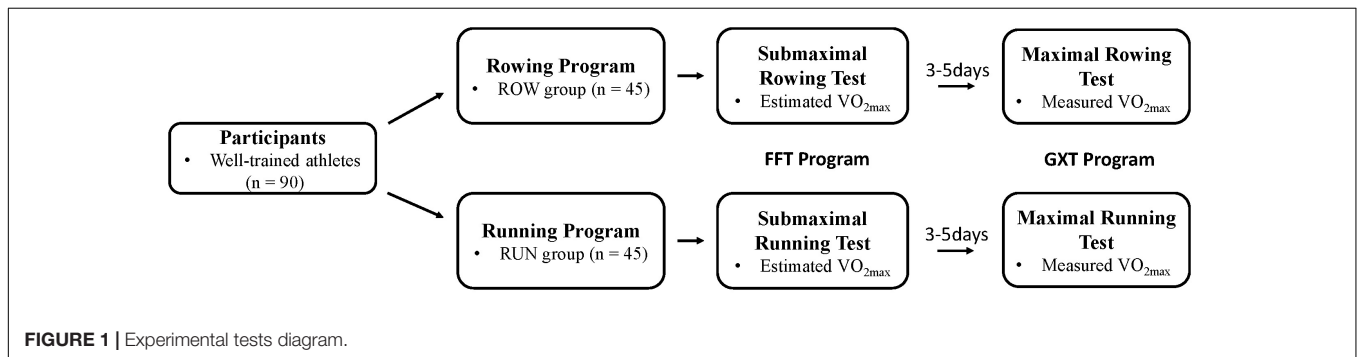 Rowing Program
• ROW group (n = 45)
Submaximal
Rowing Test
• Estimated VO2max
3-5days
Maximal Rowing
Test
• Measured VO2max
Participants
• Well-trained athletes
(n = 90)
FFT Program
GXT Program
Running Program
• RUN group (n = 45)
Submaximal
Running Test
• Estimated VO2max
3-5days
Maximal Running
Test
• Measured VO2max
FIGURE 1 | Experimental tests diagram.